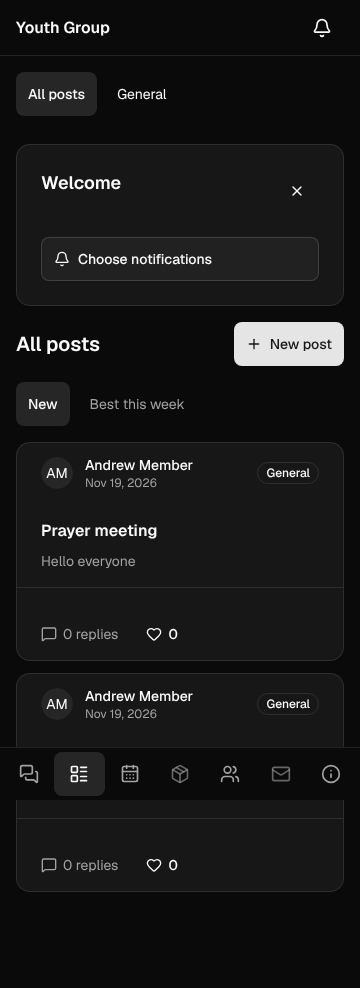 Youth Group
All posts
General
Welcome
Choose notifications
All posts
New post
New
Best this week
AM
Andrew Member
Nov 19, 2026
General
Prayer meeting
Hello everyone
0 replies
0
AM
Andrew Member
Nov 19, 2026
General
0 replies
0